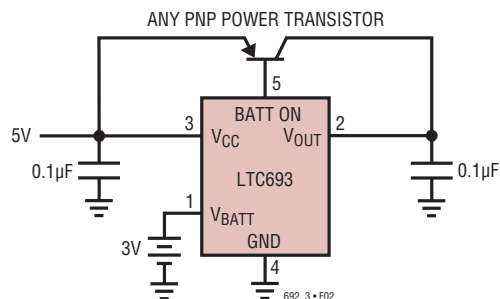 ANY PNP POWER TRANSISTOR
5
BATT ON
5V
3
VCC
VOUT
2
0.1µF
LTC693
0.1µF
1
VBATT
3V
GND
4
692_3 • F02